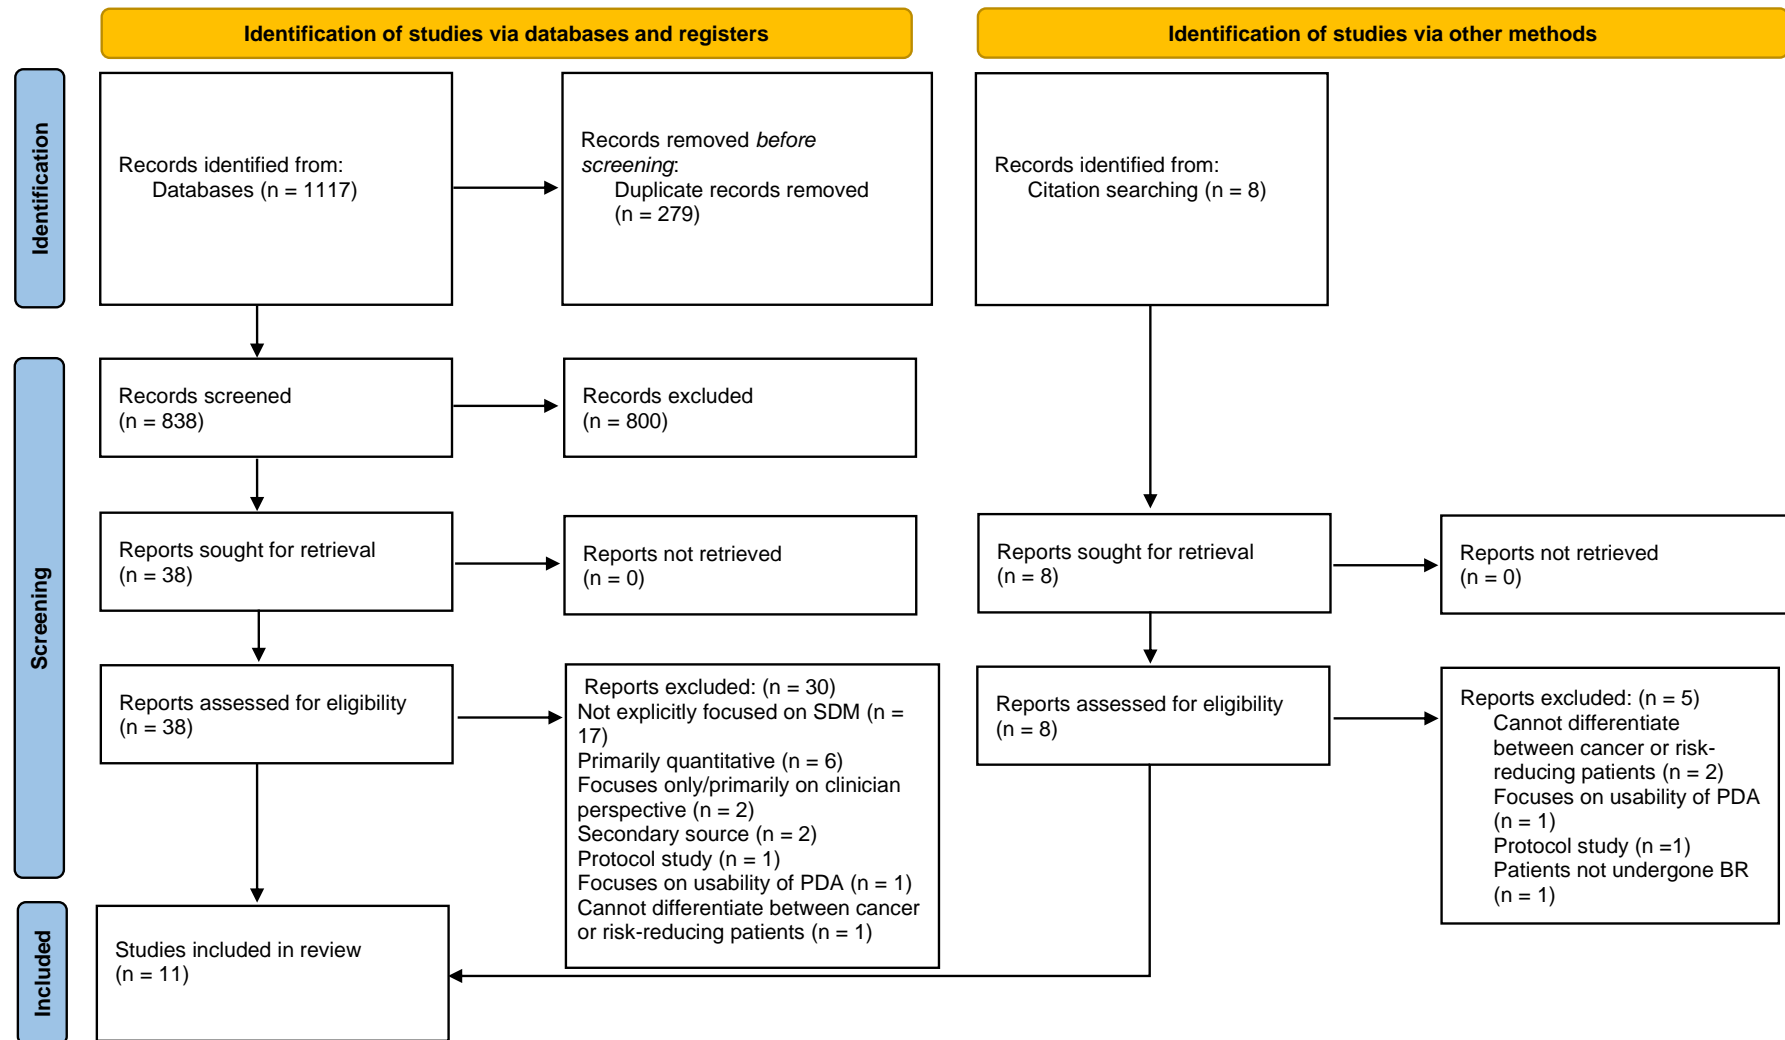 Identification of studies via databases and registers
Identification of studies via other methods
Identification
Records identified from:
Databases (n = 1117)
Records removed before
screening:
Duplicate records removed
(n = 279)
Records identified from:
Citation searching (n = 8)
Screening
Records screened
(n = 838)
Records excluded
(n = 800)
Reports sought for retrieval
(n = 38)
Reports not retrieved
(n = 0)
Reports sought for retrieval
(n = 8)
Reports not retrieved
(n = 0)
Reports assessed for eligibility
(n = 38)
Reports excluded: (n = 30)
Not explicitly focused on SDM (n =
17)
Primarily quantitative (n = 6)
Focuses only/primarily on clinician
perspective (n = 2)
Secondary source (n = 2)
Protocol study (n = 1)
Focuses on usability of PDA (n = 1)
Cannot differentiate between cancer
or risk-reducing patients (n = 1)
Reports assessed for eligibility
(n = 8)
Reports excluded: (n = 5)
Cannot differentiate
between cancer or risk-
reducing patients (n = 2)
Focuses on usability of PDA
(n = 1)
Protocol study (n =1)
Patients not undergone BR
(n = 1)
Included
Studies included in review
(n = 11)